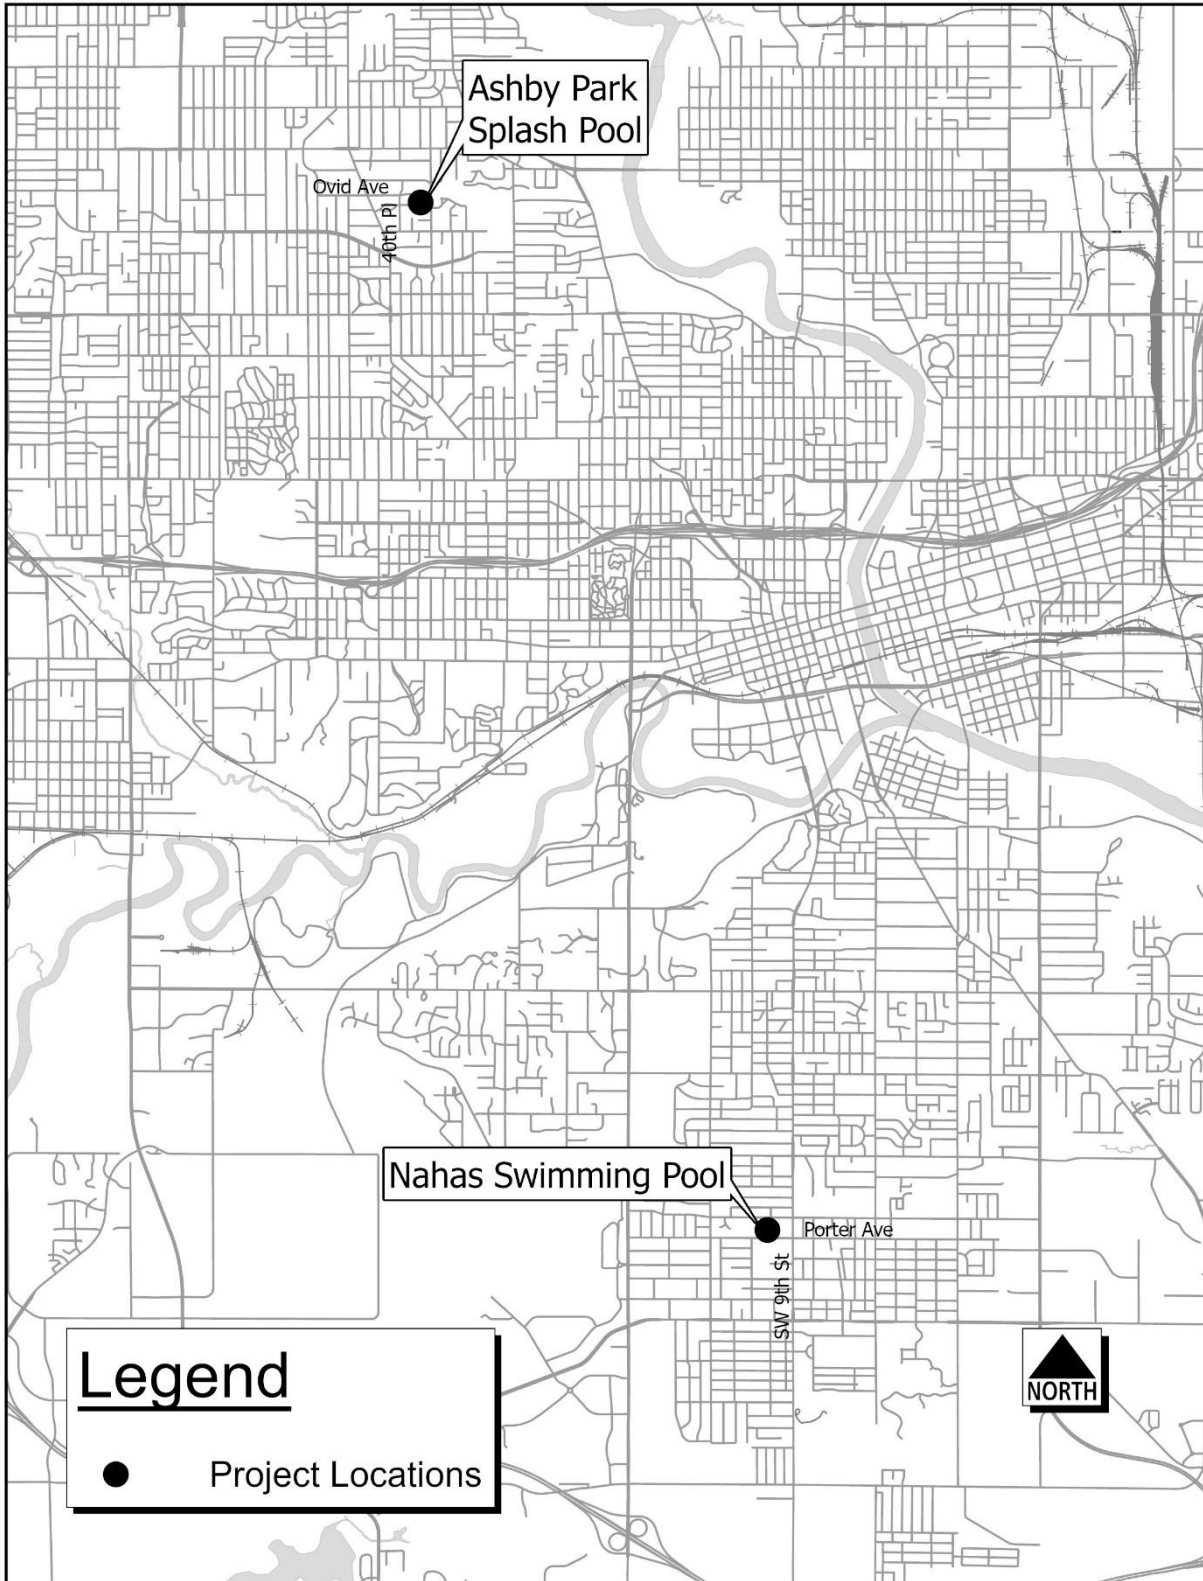 Ashby Park
Splash Pool
Ovid Ave
40th Pl
Nahas Swimming Pool
Porter Ave
SW 9th St
Legend
Project Locations
NORTH